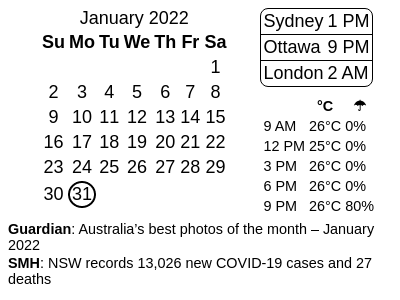 January 2022
Su Mo Tu We Th Fr Sa
1
2 3 4 5 6 7 8
9 10 11 12 13 14 15
16 17 18 19 20 21 22
23 24 25 26 27 28 29
30 31
Sydney 1 PM
Ottawa 9 PM
London 2 AM
°C ☂
9 AM 26°C 0%
12 PM 25°C 0%
3 PM 26°C 0%
6 PM 26°C 0%
9 PM 26°C 80%
Guardian: Australia’s best photos of the month – January
2022
SMH: NSW records 13,026 new COVID-19 cases and 27
deaths